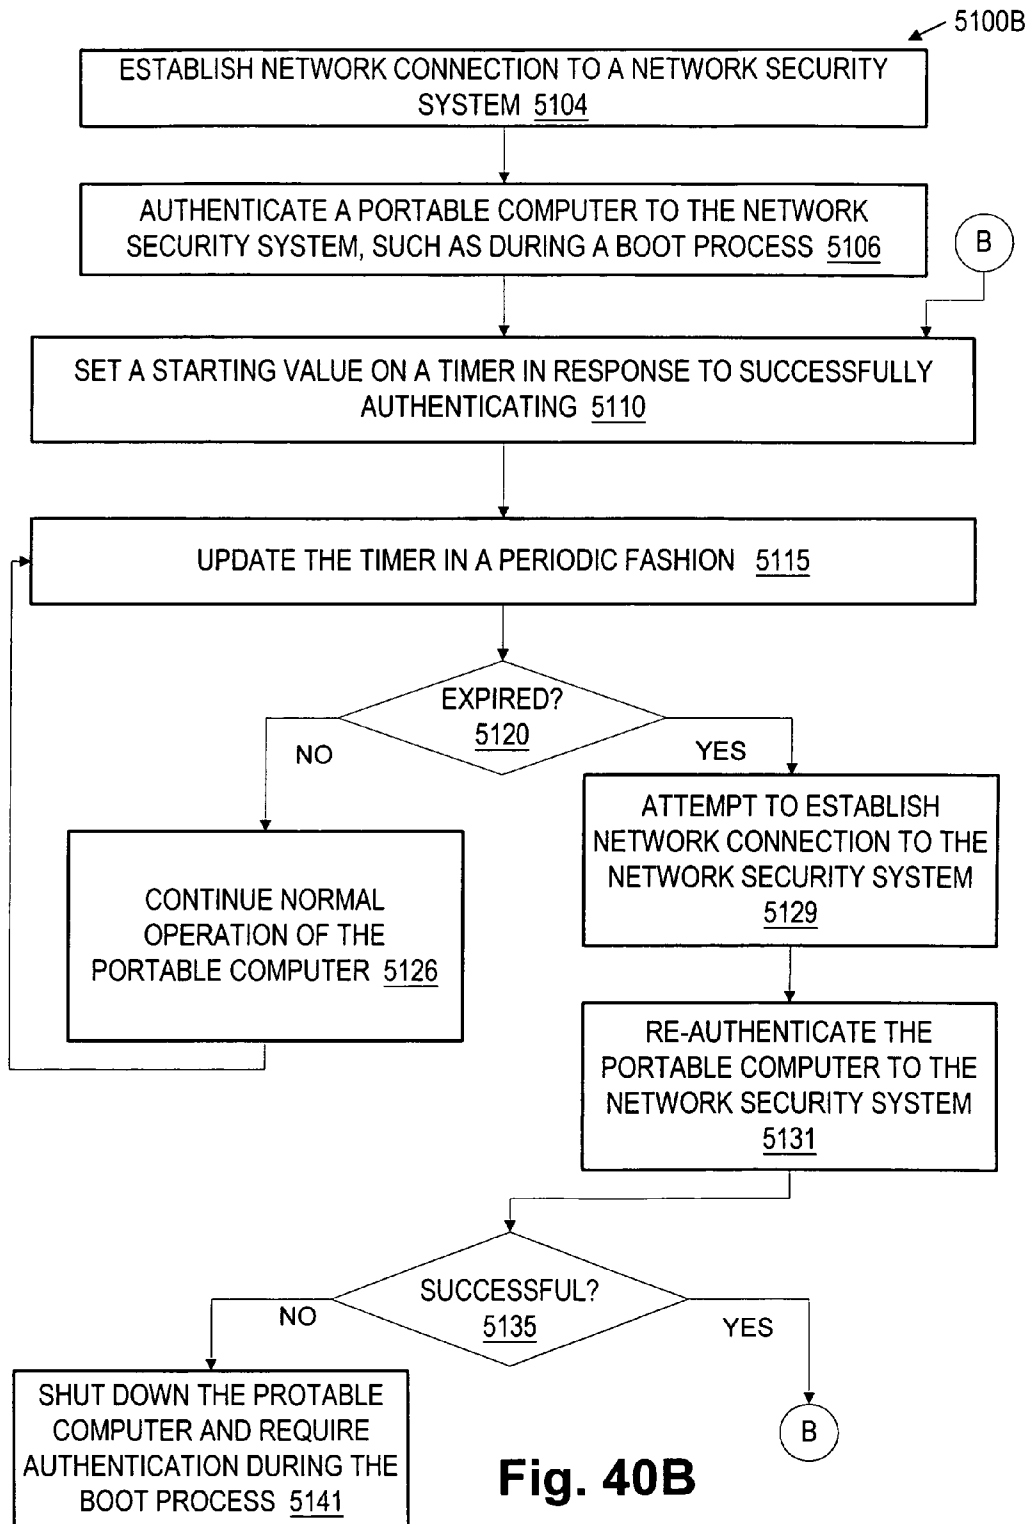 5100B
ESTABLISH NETWORK CONNECTION TO A NETWORK SECURITY
SYSTEM 5104
AUTHENTICATE A PORTABLE COMPUTER TO THE NETWORK
SECURITY SYSTEM, SUCH AS DURING A BOOT PROCESS 5106
B
SET A STARTING VALUE ON A TIMER IN RESPONSE TO SUCCESSFULLY
AUTHENTICATING 5110
UPDATE THE TIMER IN A PERIODIC FASHION 5115
EXPIRED?
5120
NO
YES
CONTINUE NORMAL
OPERATION OF THE
PORTABLE COMPUTER 5126
ATTEMPT TO ESTABLISH
NETWORK CONNECTION TO THE
NETWORK SECURITY SYSTEM
5129
RE-AUTHENTICATE THE
PORTABLE COMPUTER TO THE
NETWORK SECURITY SYSTEM
5131
SUCCESSFUL?
5135
NO
YES
SHUT DOWN THE PROTABLE
COMPUTER AND REQUIRE
AUTHENTICATION DURING THE
BOOT PROCESS 5141
B
Fig. 40B